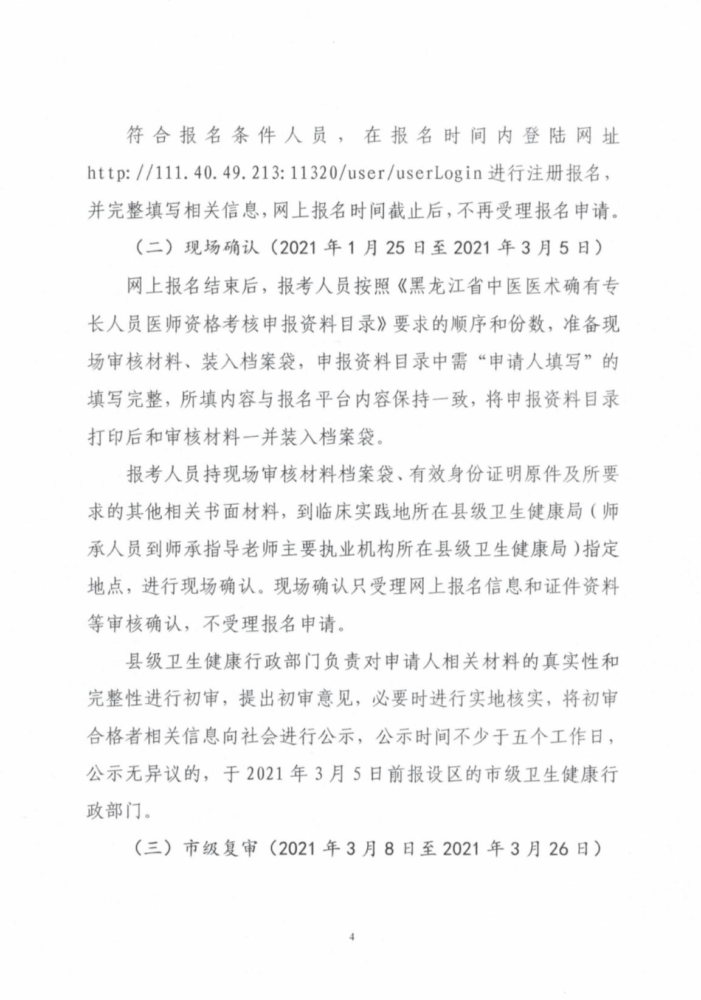 符合报名条件人员，在报名时间内登陆网址
http://111.40.49.213:11320/user/userLogin进行注册报名，
并完整填写相关信息，网上报名时间截止后，不再受理报名申请。
（二）现场确认（2021年1月25日至2021年3月5日）
网上报名结束后，报考人员按照《黑龙江省中医医术确有专
长人员医师资格考核申报资料目录》要求的顺序和份数，准备现
场审核材料、装入档案袋，申报资料目录中需“申请人填写”的
填写完整，所填内容与报名平台内容保持一致，将申报资料目录
打印后和审核材料一并装入档案袋。
报考人员持现场审核材料档案袋、有效身份证明原件及所要
求的其他相关书面材料，到临床实践地所在县级卫生健康局（师
承人员到师承指导老师主要执业机构所在县级卫生健康局）指定
地点，进行现场确认。现场确认只受理网上报名信息和证件资料
等审核确认，不受理报名申请。
县级卫生健康行政部门负责对申请人相关材料的真实性和
完整性进行初审，提出初审意见，必要时进行实地核实，将初审
合格者相关信息向社会进行公示，公示时间不少于五个工作日，
公示无异议的，于2021年3月5日前报设区的市级卫生健康行
政部门。
（三）市级复审（2021年3月8日至2021年3月26日）
4